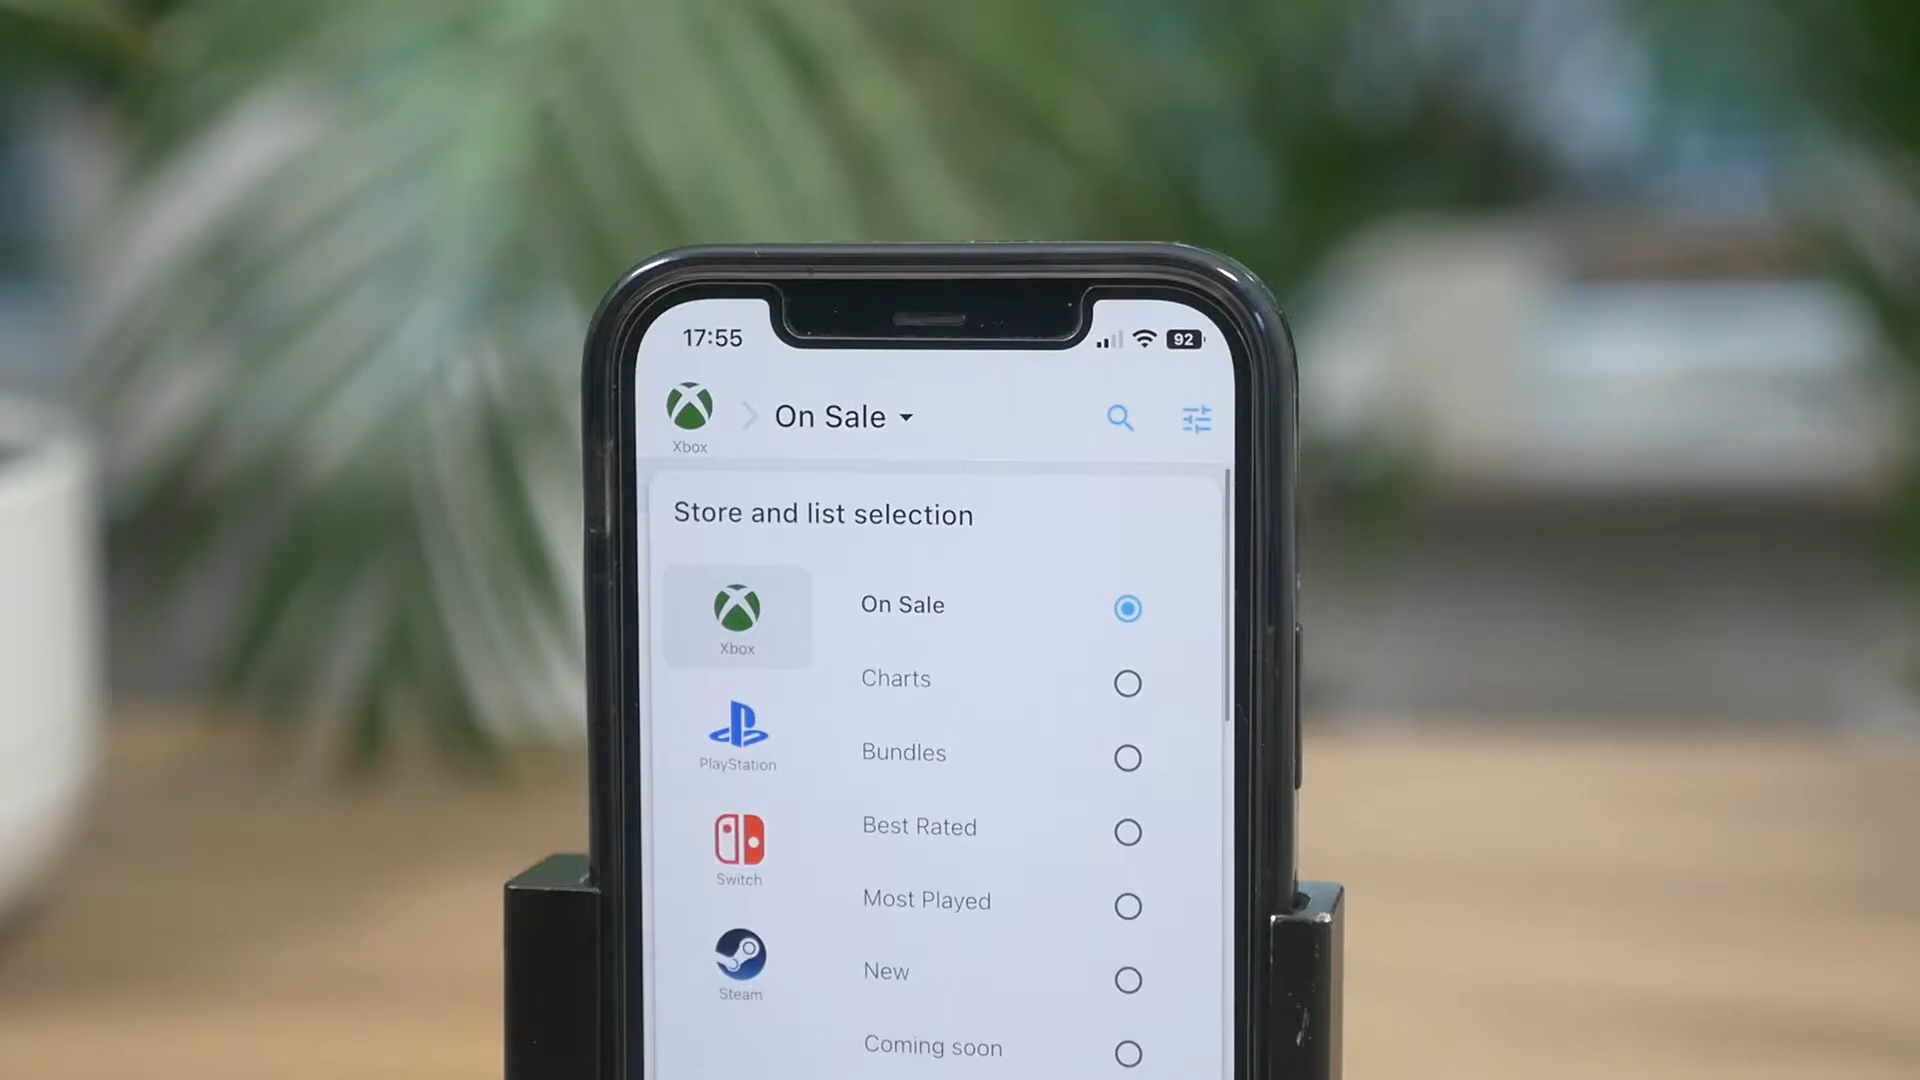 17:55
92
Xbox
On Sale
Store and list selection
Xbox
On Sale
Charts
PlayStation
Bundles
Switch
Best Rated
Most Played
Steam
New
Coming soon